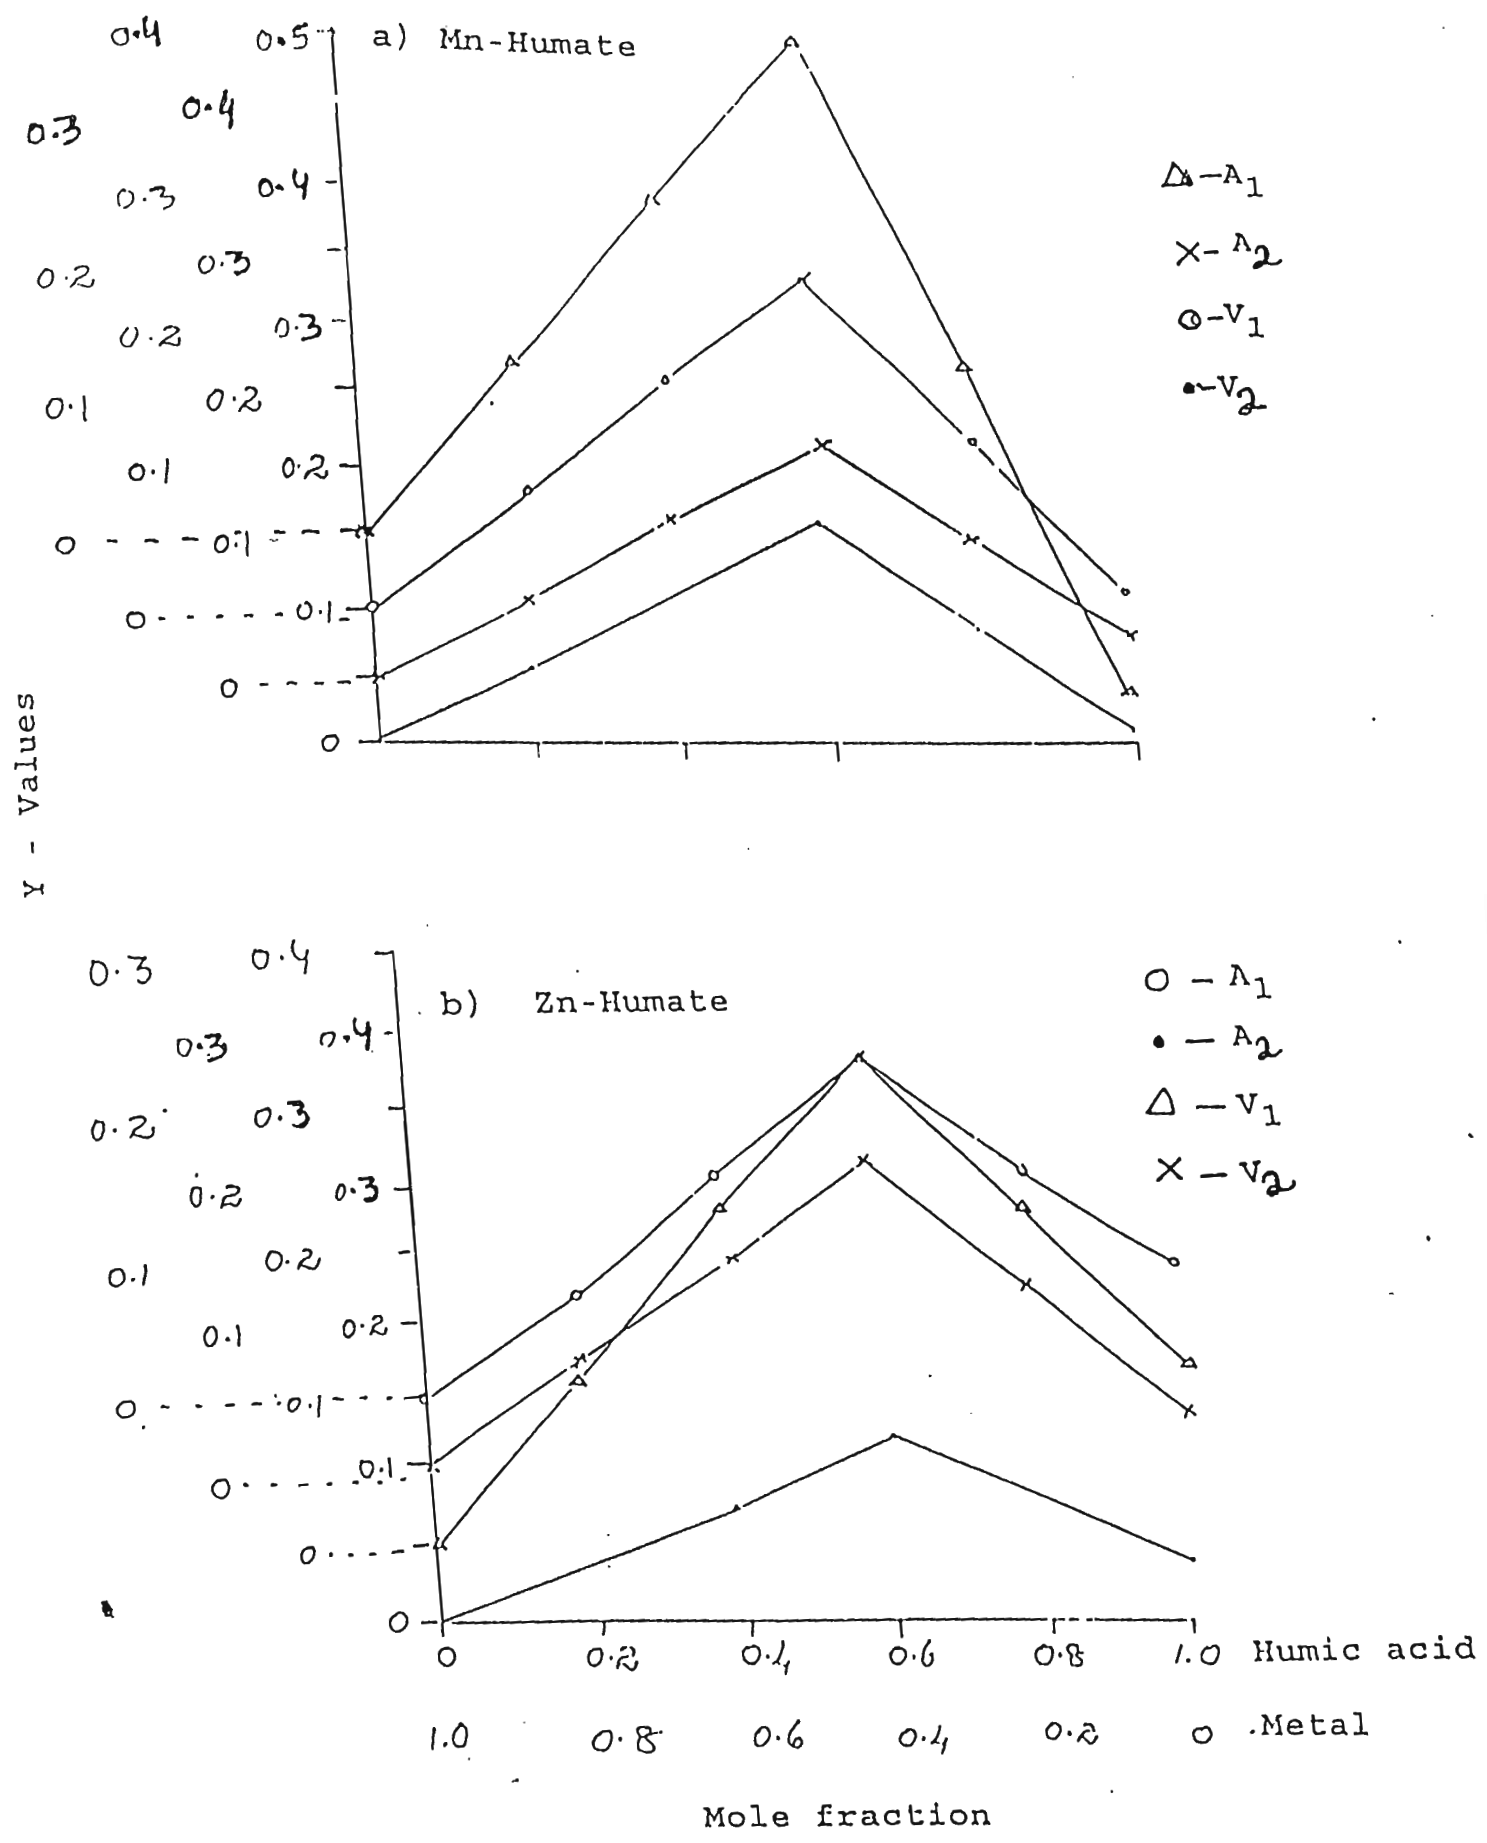 0.4 0.5 a) Mn-Humate
0.3 0.4
0.3 0.4
△-A1
0.2 0.3
×-A2
0.2 0.3
⊙-V1
0.1 0.2
•-V2
0.1 0.2
0 - - - - 0.1 - - -
0 - - - - - 0.1 -
0 - - - -
0
Y - Values
0.3 0.4
b) Zn-Humate
○ - A1
0.3 0.4
• - A2
0.2 0.3
△ - V1
0.2 0.3
× - V2
0.1 0.2
0.1 0.2
0 - - - - 0.1 - - - -
0 - - - - 0.1
0 - - - -
0
0 0.2 0.4 0.6 0.8 1.0 Humic acid
1.0 0.8 0.6 0.4 0.2 0 Metal
Mole fraction